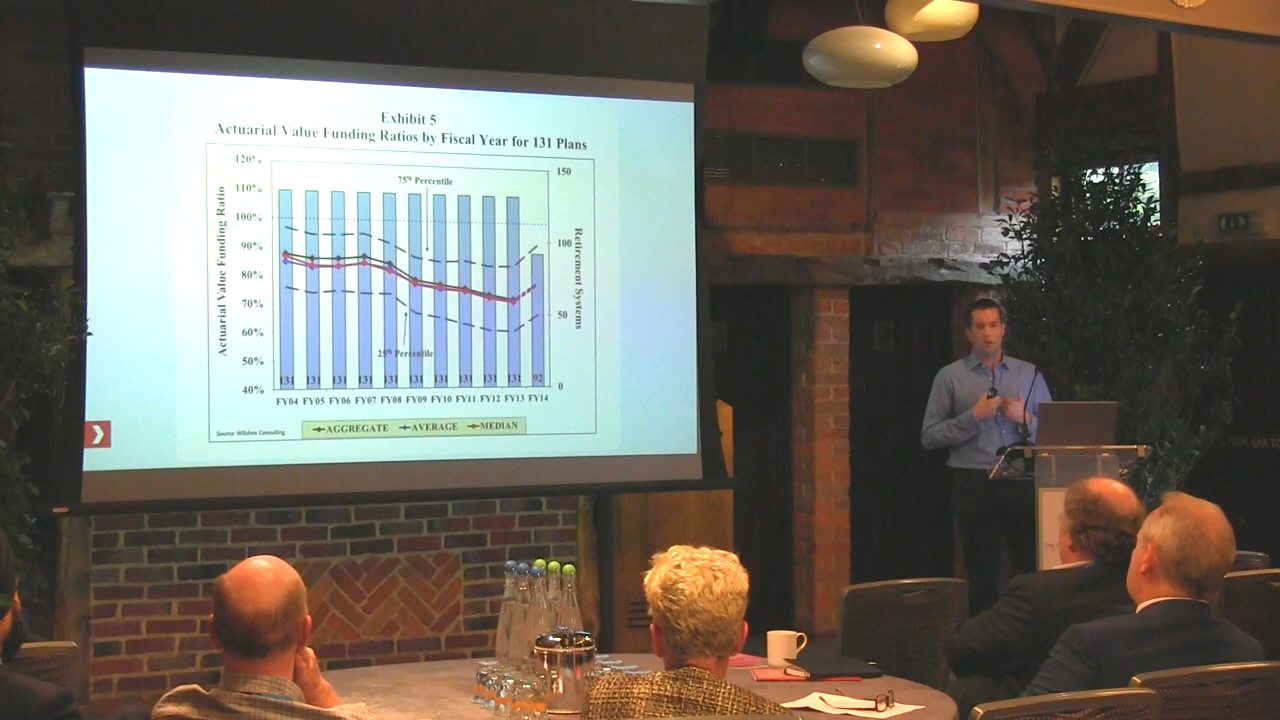 Exhibit 5
Actuarial Value Funding Ratios by Fiscal Year for 131 Plans
120%
110%
100%
90%
80%
70%
60%
50%
40%
Actuarial Value Funding Ratio
75th Percentile
25th Percentile
150
100
50
0
Retirement Systems
131 131 131 131 131 131 131 131 131 131 92
FY04 FY05 FY06 FY07 FY08 FY09 FY10 FY11 FY12 FY13 FY14
AGGREGATE AVERAGE MEDIAN
Source: Wilshire Consulting